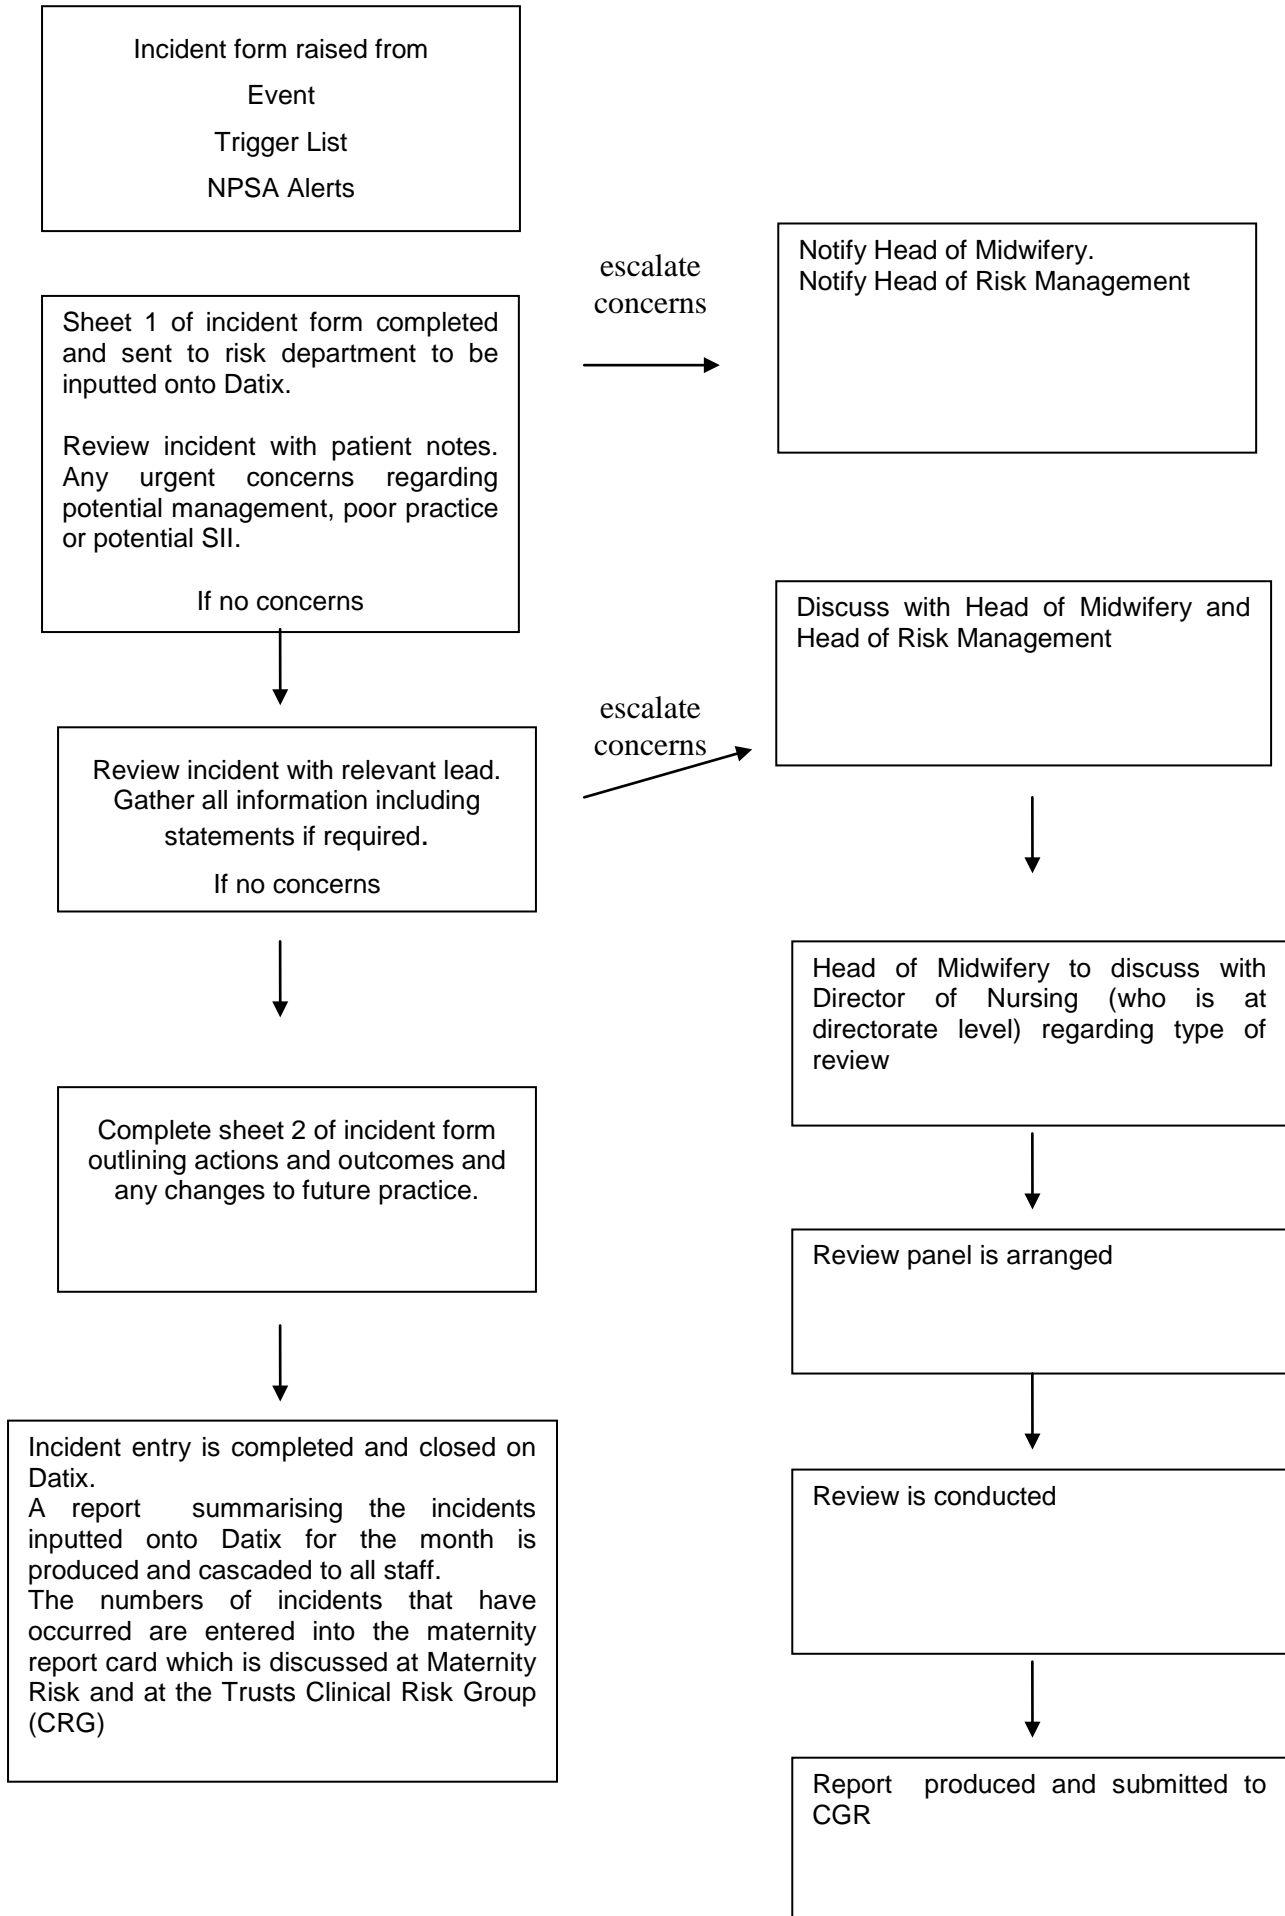 Incident form raised from
Event
Trigger List
NPSA Alerts
escalate
concerns
Notify Head of Midwifery.
Notify Head of Risk Management
Sheet 1 of incident form completed
and sent to risk department to be
inputted onto Datix.
Review incident with patient notes.
Any urgent concerns regarding
potential management, poor practice
or potential SII.
If no concerns
Discuss with Head of Midwifery and
Head of Risk Management
escalate
concerns
Review incident with relevant lead.
Gather all information including
statements if required.
If no concerns
Head of Midwifery to discuss with
Director of Nursing (who is at
directorate level) regarding type of
review
Complete sheet 2 of incident form
outlining actions and outcomes and
any changes to future practice.
Review panel is arranged
Incident entry is completed and closed on
Datix.
A report summarising the incidents
inputted onto Datix for the month is
produced and cascaded to all staff.
The numbers of incidents that have
occurred are entered into the maternity
report card which is discussed at Maternity
Risk and at the Trusts Clinical Risk Group
(CRG)
Review is conducted
Report produced and submitted to
CGR